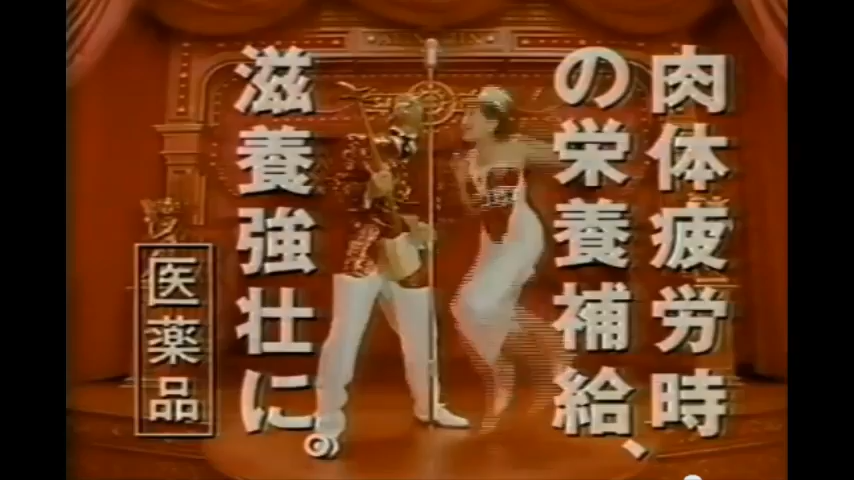 肉体疲労時
の栄養補給、
滋養強壮に。
医薬品